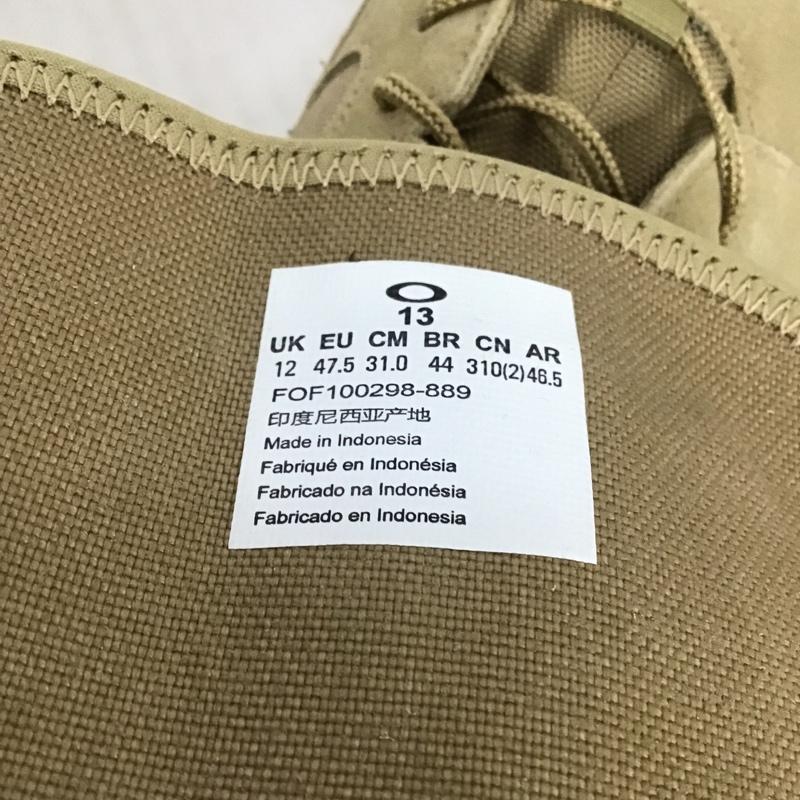 13
UK EU CM BR CN AR
12 47.5 31.0 44 310(2) 46.5
FOF100298-889
印度尼西亚产地
Made in Indonesia
Fabriqué en Indonésia
Fabricado na Indonésia
Fabricado en Indonesia